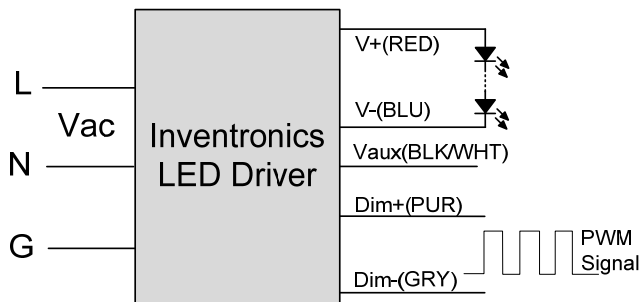 L
Vac
N
G
Inventronics
LED Driver
V+(RED)
V-(BLU)
Vaux(BLK/WHT)
Dim+(PUR)
Dim-(GRY)
PWM
Signal